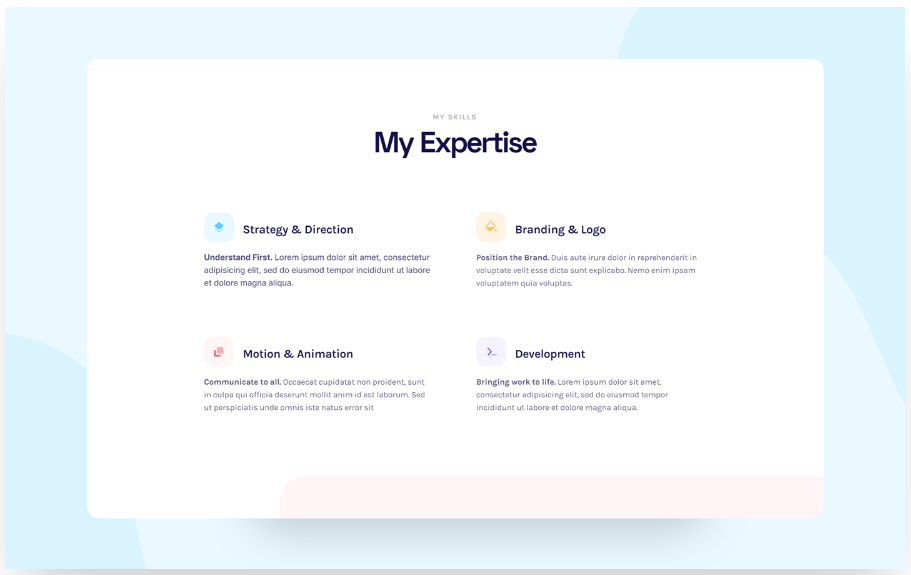 MY SKILLS
My Expertise
Strategy & Direction
Understand First. Lorem ipsum dolor sit amet, consectetur
adipisicing elit, sed do eiusmod tempor incididunt ut labore
et dolore magna aliqua.
Branding & Logo
Position the Brand. Duis aute irure dolor in reprehenderit in
voluptate velit esse dicta sunt explicabo. Nemo enim ipsam
voluptatem quia voluptas.
Motion & Animation
Communicate to all. Occaecat cupidatat non proident, sunt
in culpa qui officia deserunt mollit anim id est laborum. Sed
ut perspiciatis unde omnis iste natus error sit
Development
Bringing work to life. Lorem ipsum dolor sit amet,
consectetur adipisicing elit, sed do eiusmod tempor
incididunt ut labore et dolore magna aliqua.